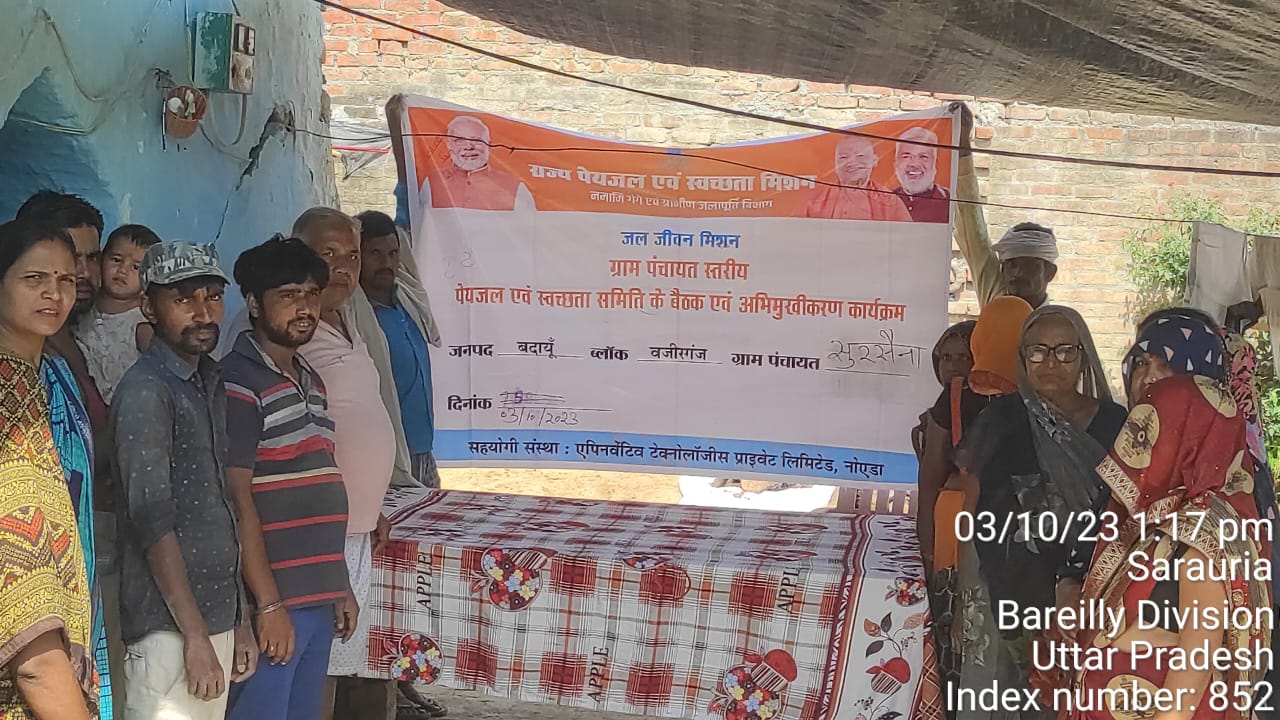 राज्य पेयजल एवं स्वच्छता मिशन
नमामि गंगे एवं ग्रामीण जलापूर्ति विभाग
जल जीवन मिशन
ग्राम पंचायत स्तरीय
पेयजल एवं स्वच्छता समिति के बैठक एवं अभिमुखीकरण कार्यक्रम
जनपद बदायूँ ब्लॉक वजीरगंज ग्राम पंचायत सुरसैना
दिनांक 03/10/2023
सहयोगी संस्था : एपिनवेंटिव टेक्नोलॉजीस प्राइवेट लिमिटेड, नोएडा
APPLE
APPLE
APPLE
03/10/23 1:17 pm
Sarauria
Bareilly Division
Uttar Pradesh
Index number: 852